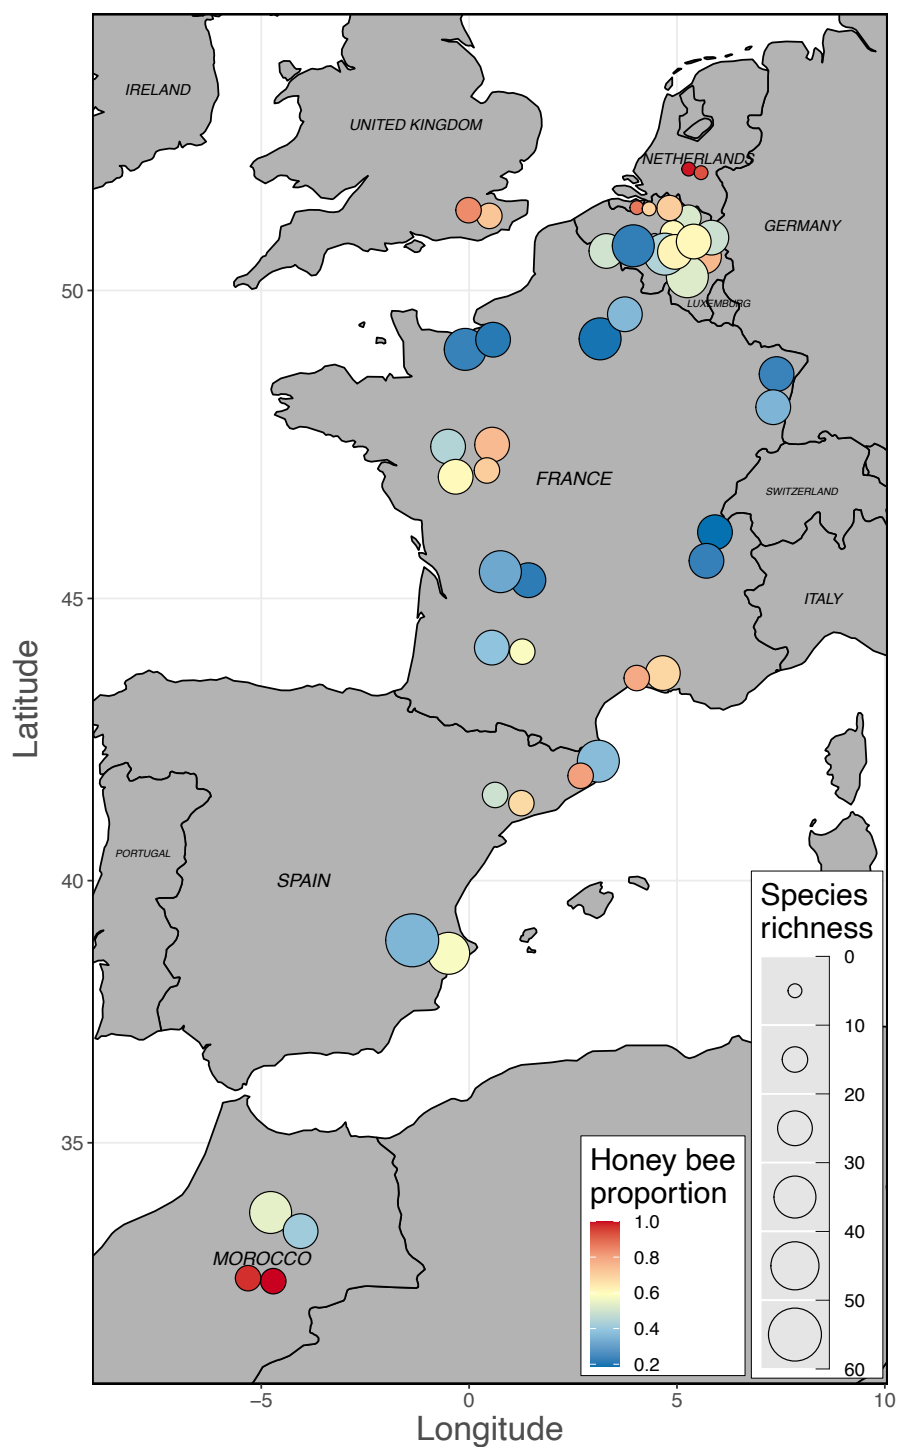 IRELAND
UNITED KINGDOM
NETHERLANDS
GERMANY
LUXEMBURG
FRANCE
SWITZERLAND
ITALY
PORTUGAL
SPAIN
MOROCCO
50
45
40
35
Latitude
−5
0
5
10
Longitude
Honey bee
proportion
1.0
0.8
0.6
0.4
0.2
Species
richness
0
10
20
30
40
50
60